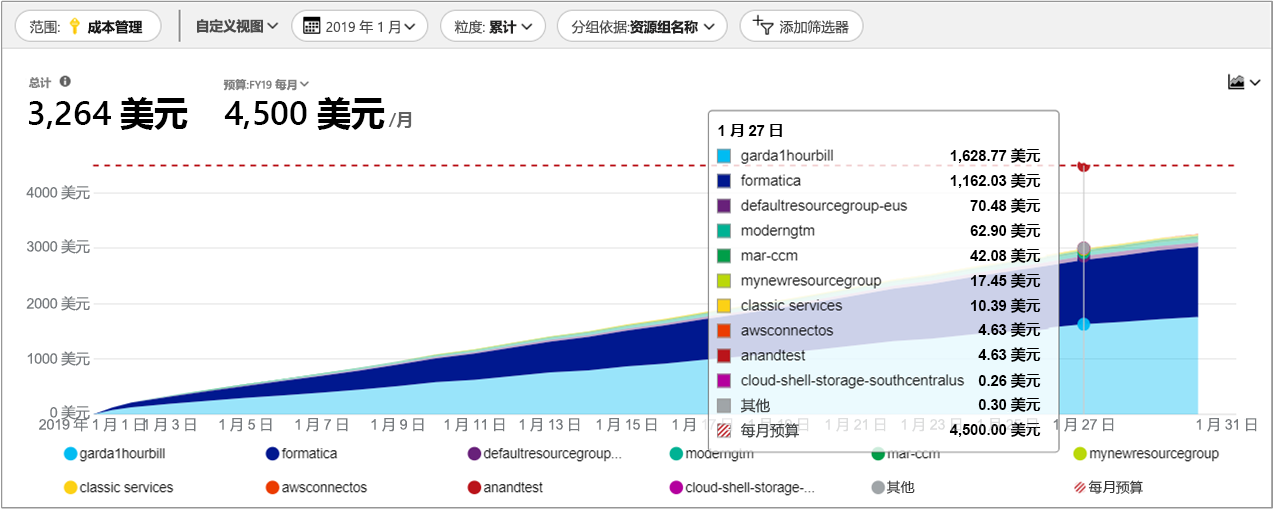 范围: 成本管理 自定义视图 2019 年 1 月 粒度: 累计 分组依据:资源组名称 添加筛选器
总计 预算:FY19 每月
3,264 美元 4,500 美元 /月
1 月 27 日
garda1hourbill 1,628.77 美元
formatica 1,162.03 美元
defaultresourcegroup-eus 70.48 美元
moderngtm 62.90 美元
mar-ccm 42.08 美元
mynewresourcegroup 17.45 美元
classic services 10.39 美元
awsconnectos 4.63 美元
anandtest 4.63 美元
cloud-shell-storage-southcentralus 0.26 美元
其他 0.30 美元
每月预算 4,500.00 美元
4000 美元
3000 美元
2000 美元
1000 美元
0 美元
2019 年 1 月 1 日 1 月 3 日 1 月 5 日 1 月 7 日 1 月 9 日 1 月 11 日 1 月 13 日 1 月 15 日 1 月 17 日 1 月 21 日 1 月 23 日 1 月 27 日 1 月 31 日
garda1hourbill formatica defaultresourcegroup... moderngtm mar-ccm mynewresourcegroup
classic services awsconnectos anandtest cloud-shell-storage-... 其他 每月预算